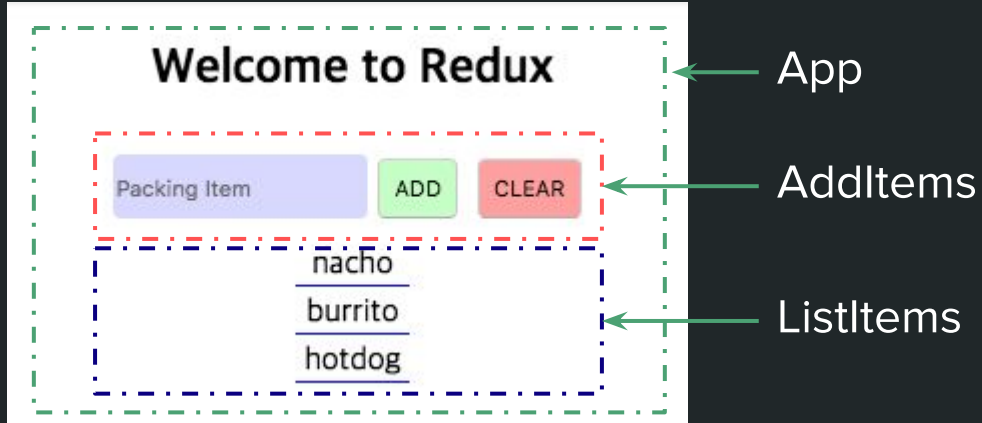 Welcome to Redux
App
Packing Item
ADD
CLEAR
AddItems
nacho
burrito
hotdog
ListItems